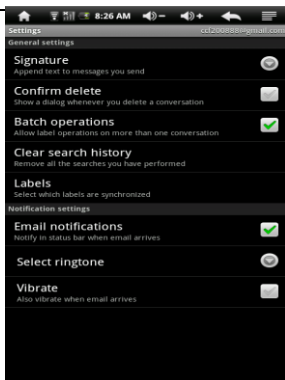 8:26 AM
Settings ccf200888@gmail.com
General settings
Signature
Append text to messages you send
Confirm delete
Show a dialog whenever you delete a conversation
Batch operations
Allow label operations on more than one conversation
Clear search history
Remove all the searches you have performed
Labels
Select which labels are synchronized
Notification settings
Email notifications
Notify in status bar when email arrives
Select ringtone
Vibrate
Also vibrate when email arrives